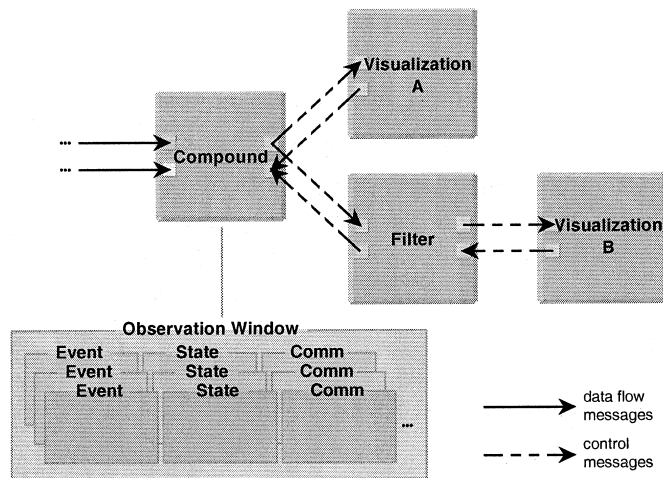 Visualization
A
...
...
Compound
Filter
Visualization
B
Observation Window
Event State Comm
Event State Comm
Event State Comm
...
data flow
messages
control
messages